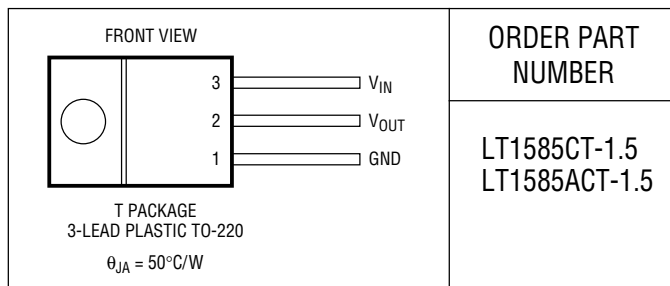 FRONT VIEW
3 V_IN
2 V_OUT
1 GND
T PACKAGE
3-LEAD PLASTIC TO-220
θ_JA = 50°C/W
ORDER PART
NUMBER
LT1585CT-1.5
LT1585ACT-1.5